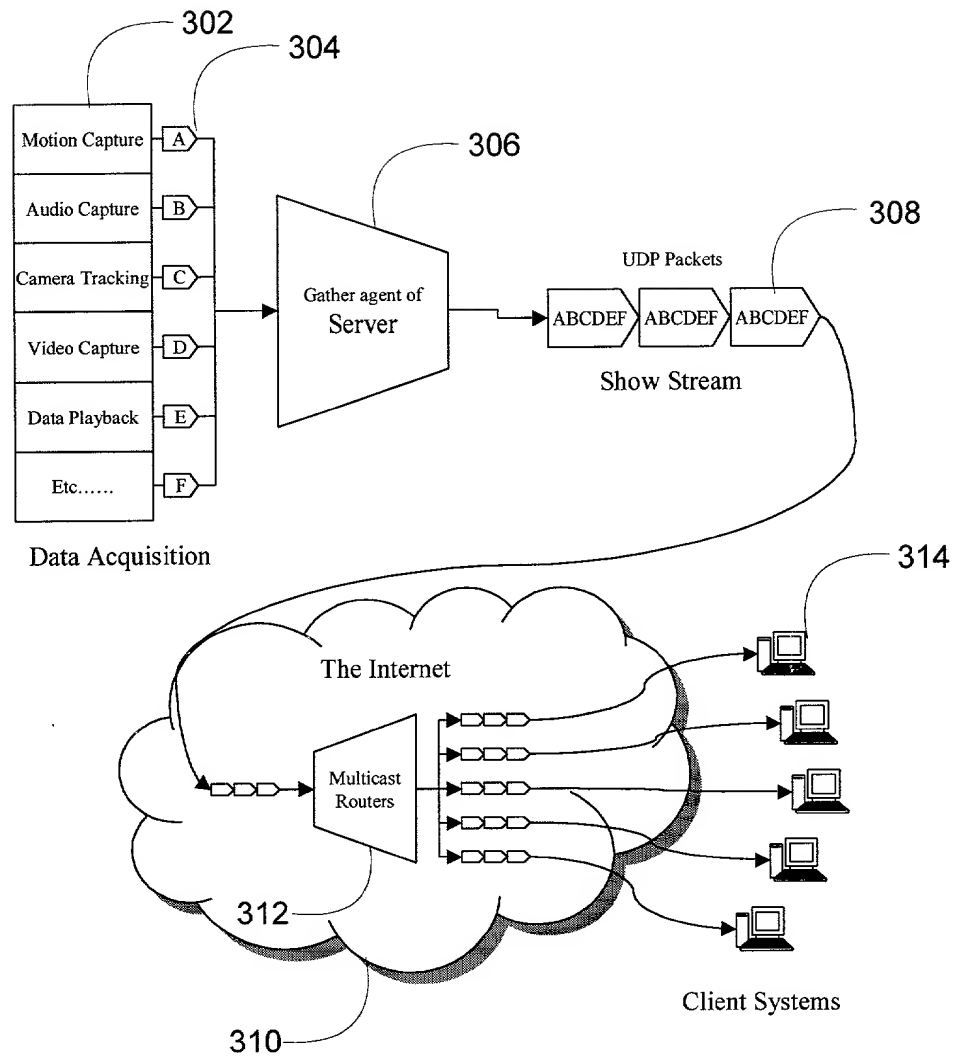 302
304
Motion Capture
A
306
Audio Capture
B
308
UDP Packets
Camera Tracking
C
Gather agent of
Server
ABCDEF
ABCDEF
ABCDEF
Video Capture
D
Show Stream
Data Playback
E
Etc......
F
Data Acquisition
314
The Internet
Multicast
Routers
312
Client Systems
310